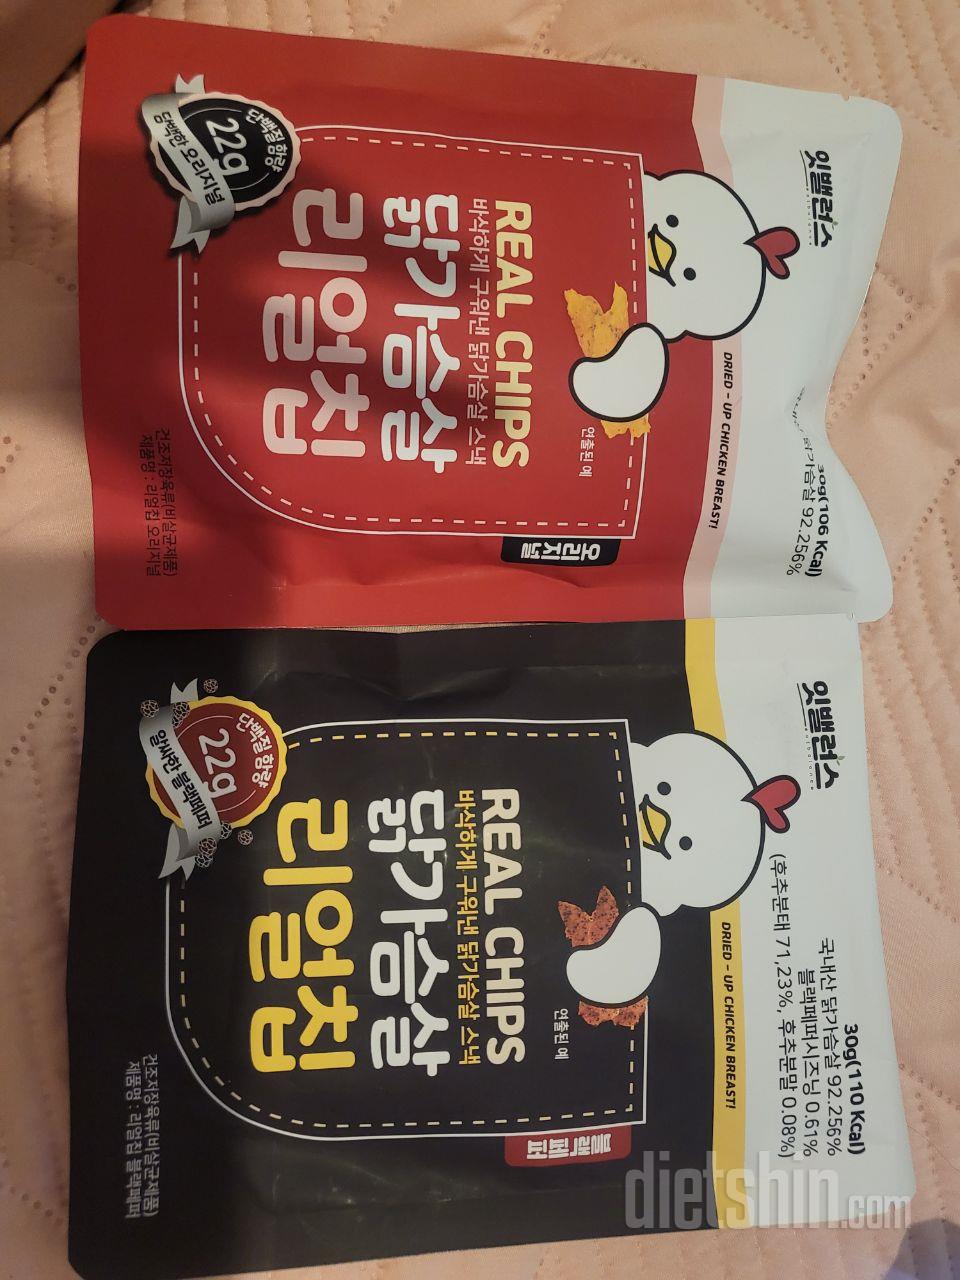 잇밸런스
eatbalance
30g(106 Kcal)
닭가슴살 92.256%
DRIED - UP CHICKEN BREAST!
오리지널
연출된 예
REAL CHIPS
바삭하게 구워낸 닭가슴살 스낵
닭가슴살
리얼칩
단백질 함량
22g
담백한 오리지널
건조저장육류(비살균제품)
제품명 : 리얼칩 오리지널
잇밸런스
eatbalance
30g(110 Kcal)
국내산 닭가슴살 92.256%
블랙페퍼시즈닝 0.61%
(후추분태 71,23%, 후추분말 0.08%)
DRIED - UP CHICKEN BREAST!
블랙페퍼
연출된 예
REAL CHIPS
바삭하게 구워낸 닭가슴살 스낵
닭가슴살
리얼칩
단백질 함량
22g
알싸한 블랙페퍼
건조저장육류(비살균제품)
제품명 : 리얼칩 블랙페퍼
dietshin.com